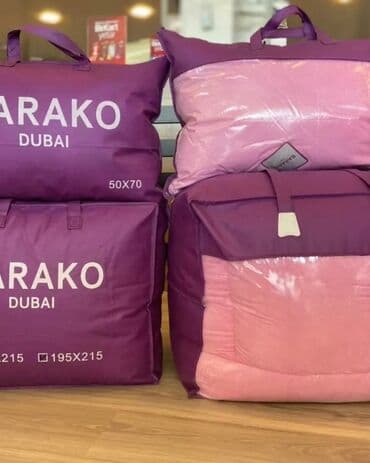 ARAKO
DUBAI
50X70
ARAKO
DUBAI
215
195X215